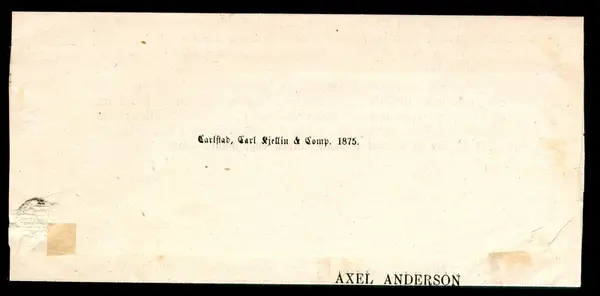 Carlstad, Carl Kjellin & Comp. 1875.
AXEL ANDERSON